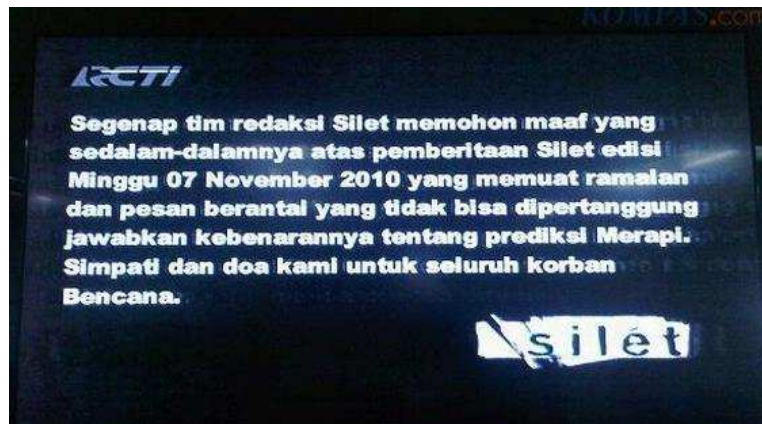 KOMPAS.com
RCTI
Segenap tim redaksi Silet memohon maaf yang
sedalam-dalamnya atas pemberitaan Silet edisi
Minggu 07 November 2010 yang memuat ramalan
dan pesan berantai yang tidak bisa dipertanggung
jawabkan kebenarannya tentang prediksi Merapi.
Simpati dan doa kami untuk seluruh korban
Bencana.
silet